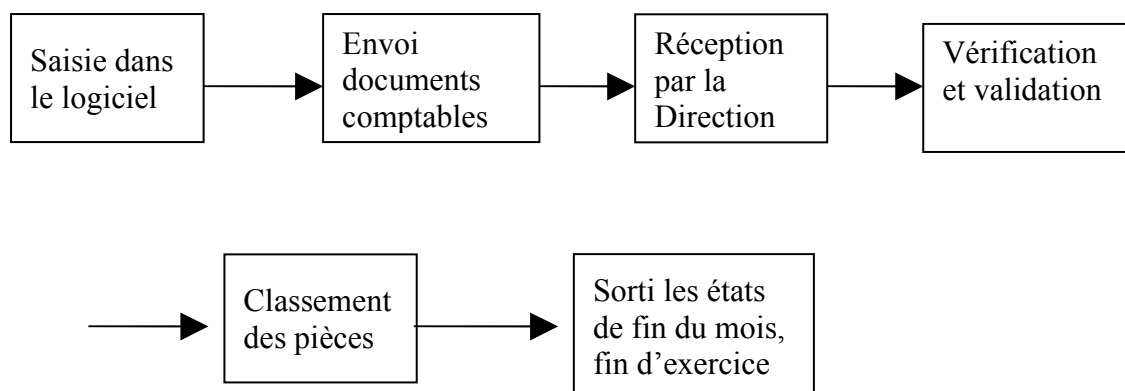 Saisie dans
le logiciel
Envoi
documents
comptables
Réception
par la
Direction
Vérification
et validation
Classement
des pièces
Sorti les états
de fin du mois,
fin d’exercice